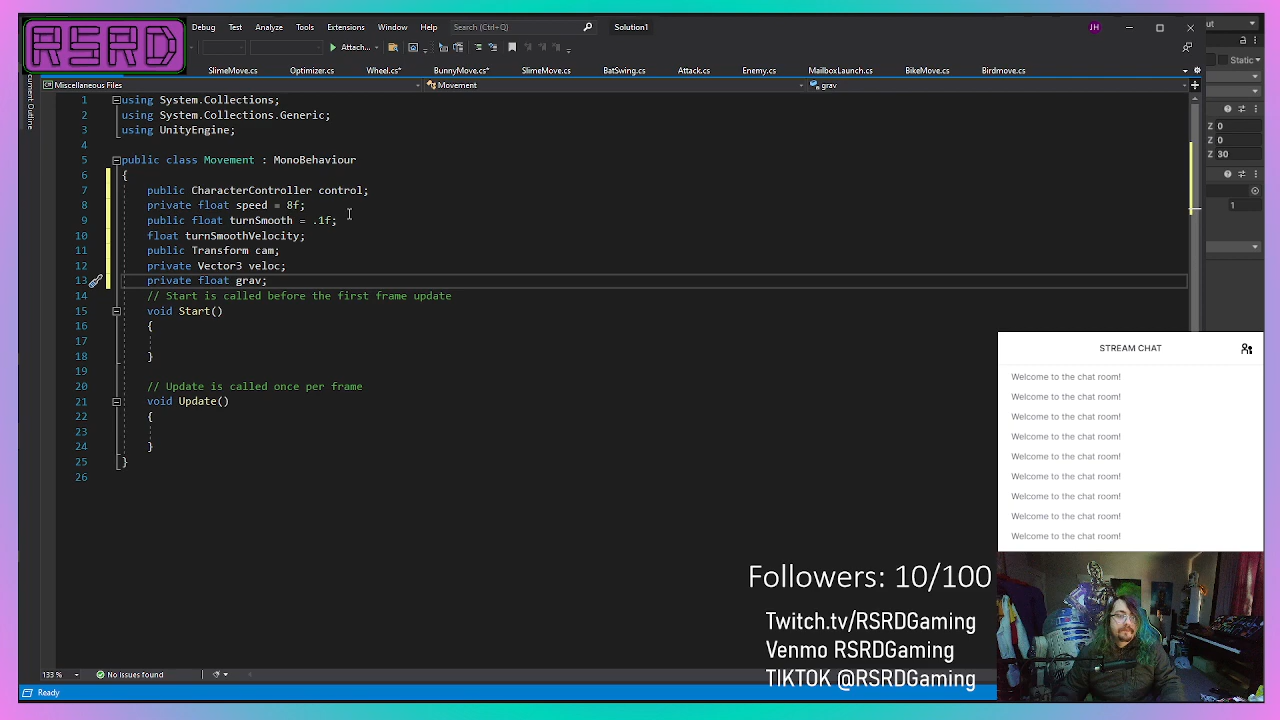 RSRD
Debug Test Analyze Tools Extensions Window Help Search (Ctrl+Q) Solution1 JH
Attach...
SlimeMove.cs Optimizer.cs Wheel.cs* BunnyMove.cs* SlimeMove.cs BatSwing.cs Attack.cs Enemy.cs MailboxLaunch.cs BikeMove.cs Birdmove.cs
Miscellaneous Files Movement grav
cument Outline
ut
Static
Z 0
Z 0
Z 30
1
1 using System.Collections;
2 using System.Collections.Generic;
3 using UnityEngine;
4
5 public class Movement : MonoBehaviour
6 {
7 public CharacterController control;
8 private float speed = 8f;
9 public float turnSmooth = .1f;
10 float turnSmoothVelocity;
11 public Transform cam;
12 private Vector3 veloc;
13 private float grav;
14 // Start is called before the first frame update
15 void Start()
16 {
17
18 }
19
20 // Update is called once per frame
21 void Update()
22 {
23
24 }
25 }
26
STREAM CHAT
Welcome to the chat room!
Welcome to the chat room!
Welcome to the chat room!
Welcome to the chat room!
Welcome to the chat room!
Welcome to the chat room!
Welcome to the chat room!
Welcome to the chat room!
Welcome to the chat room!
Followers: 10/100
Twitch.tv/RSRDGaming
Venmo RSRDGaming
TIKTOK @RSRDGaming
133 % No issues found
Ready